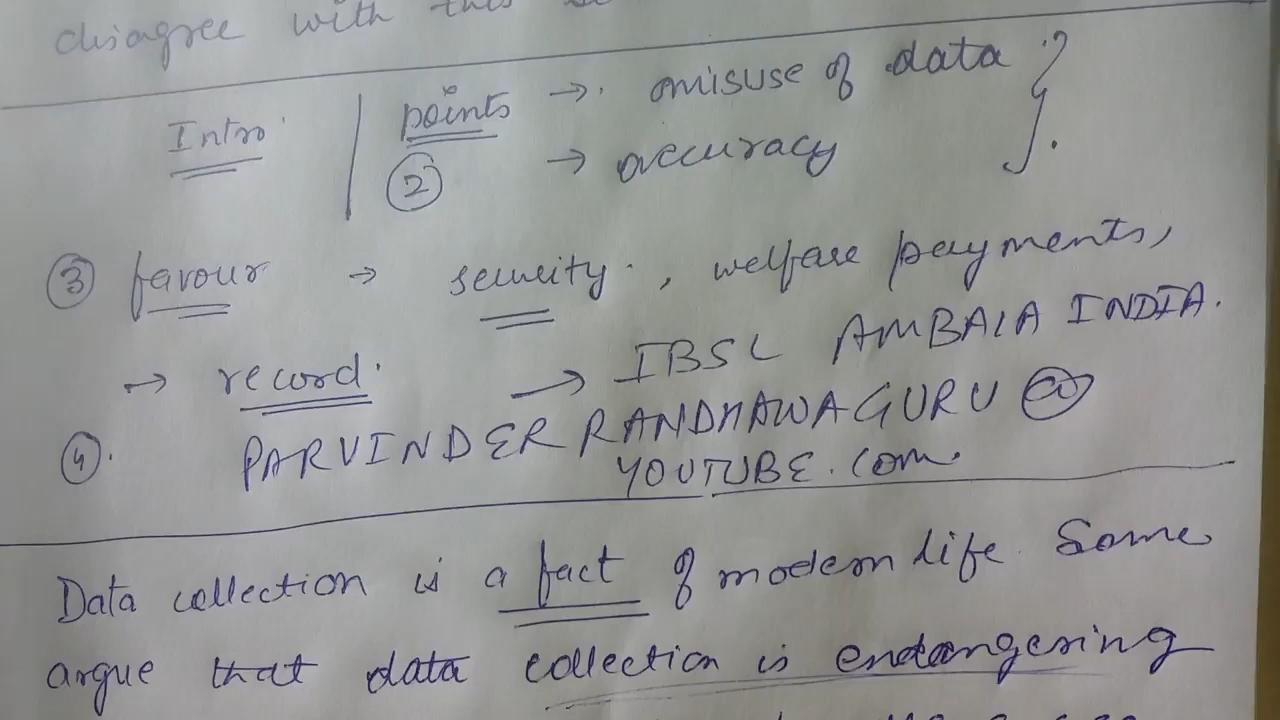 disagree with this
Intro. | points → misuse of data }
② → accuracy
③ favour → security, welfare payments,
→ record. → IBSL AMBALA INDIA.
④. PARVINDER RANDHAWAGURU @
YOUTUBE.com.
Data collection is a fact of modern life. Some
argue that data collection is endangering